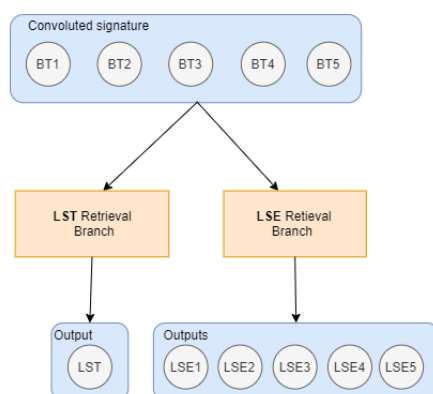 Convoluted signature
BT1 BT2 BT3 BT4 BT5
LST Retrieval
Branch
LSE Retieval
Branch
Output
LST
Outputs
LSE1 LSE2 LSE3 LSE4 LSE5